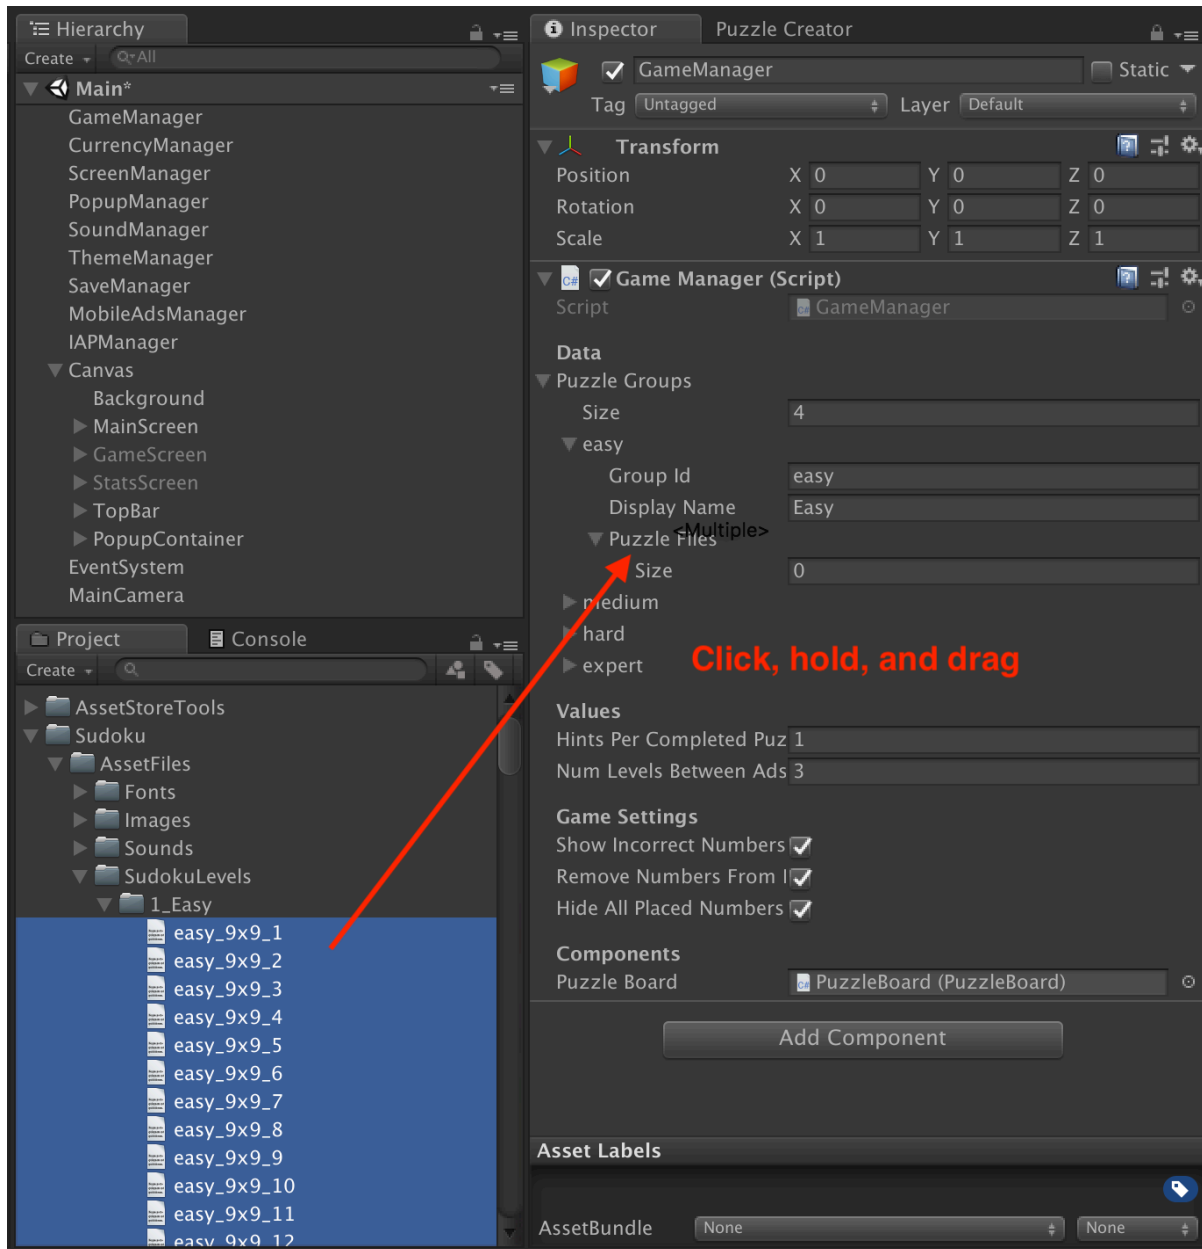 Hierarchy
Create
All
Main*
GameManager
CurrencyManager
ScreenManager
PopupManager
SoundManager
ThemeManager
SaveManager
MobileAdsManager
IAPManager
Canvas
Background
MainScreen
GameScreen
StatsScreen
TopBar
PopupContainer
EventSystem
MainCamera
Project Console
Create
AssetStoreTools
Sudoku
AssetFiles
Fonts
Images
Sounds
SudokuLevels
1_Easy
easy_9x9_1
easy_9x9_2
easy_9x9_3
easy_9x9_4
easy_9x9_5
easy_9x9_6
easy_9x9_7
easy_9x9_8
easy_9x9_9
easy_9x9_10
easy_9x9_11
easy_9x9_12
Inspector Puzzle Creator
GameManager Static
Tag Untagged Layer Default
Transform
Position X 0 Y 0 Z 0
Rotation X 0 Y 0 Z 0
Scale X 1 Y 1 Z 1
C# Game Manager (Script)
Script GameManager
Data
Puzzle Groups
Size 4
easy
Group Id easy
Display Name Easy
<Multiple>
Puzzle Files
Size 0
medium
hard
expert
Click, hold, and drag
Values
Hints Per Completed Puz 1
Num Levels Between Ads 3
Game Settings
Show Incorrect Numbers
Remove Numbers From
Hide All Placed Numbers
Components
Puzzle Board PuzzleBoard (PuzzleBoard)
Add Component
Asset Labels
AssetBundle None None